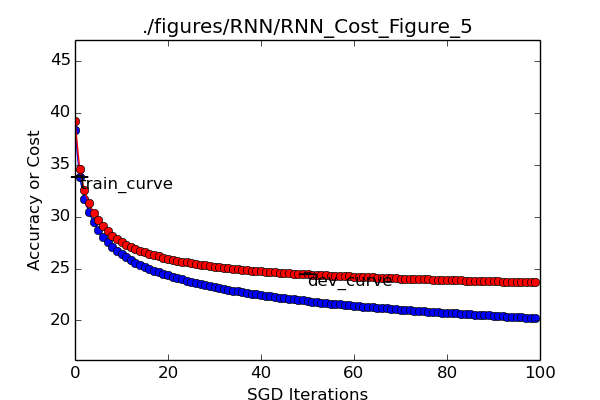 ./figures/RNN/RNN_Cost_Figure_5
45
40
35
30
25
20
Accuracy or Cost
train_curve
dev_curve
0 20 40 60 80 100
SGD Iterations